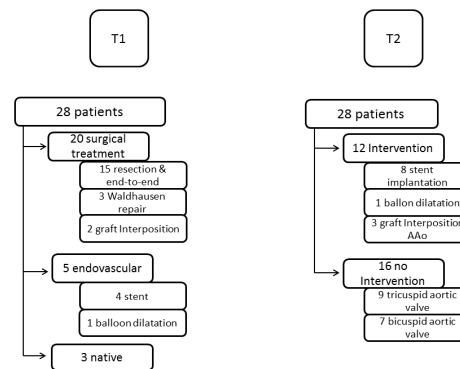 T1
28 patients
20 surgical
treatment
15 resection &
end-to-end
3 Waldhausen
repair
2 graft Interposition
5 endovascular
4 stent
1 balloon dilatation
3 native
T2
28 patients
12 Intervention
8 stent
implantation
1 ballon dilatation
3 graft Interposition
AAo
16 no
Intervention
9 tricuspid aortic
valve
7 bicuspid aortic
valve